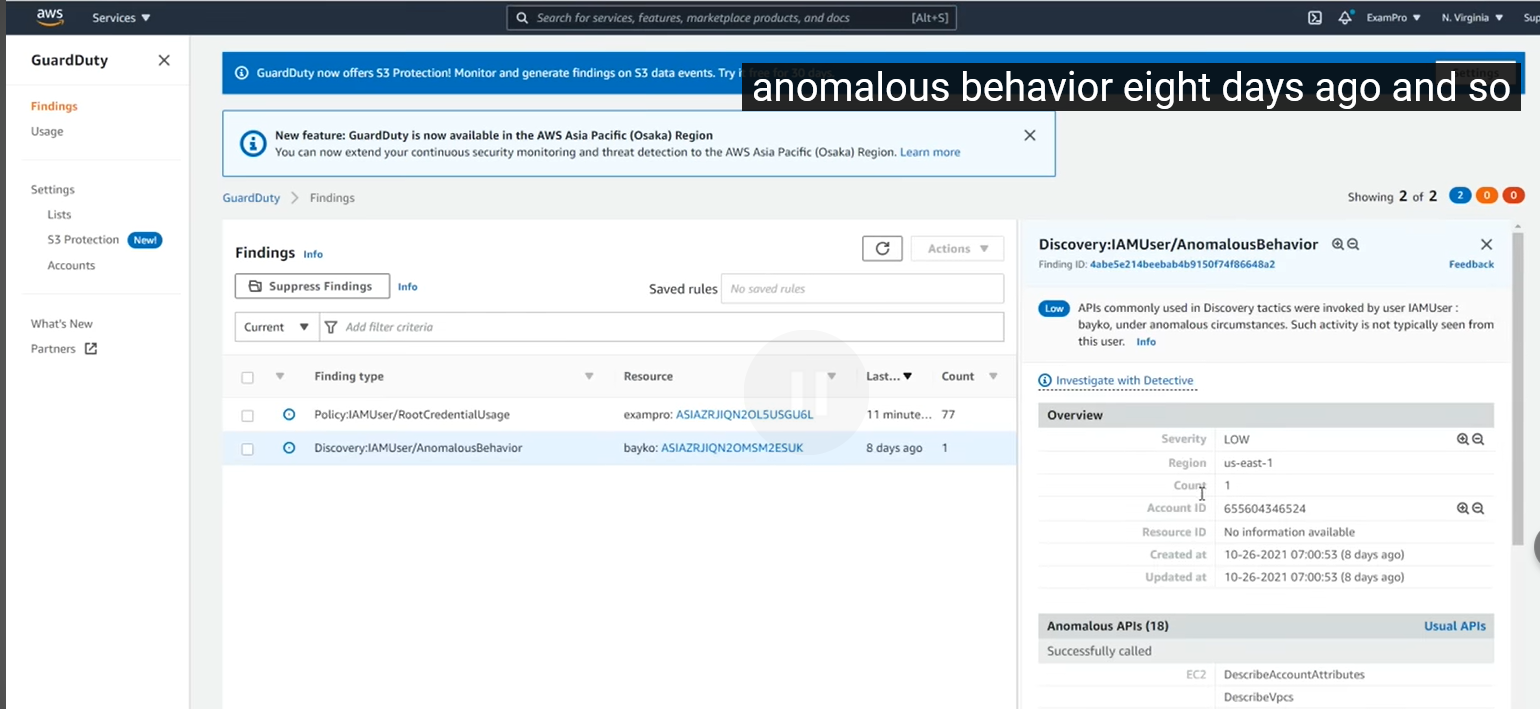 aws
Services
Search for services, features, marketplace products, and docs [Alt+S]
ExamPro
N. Virginia
Sup
GuardDuty
Findings
Usage
Settings
Lists
S3 Protection New!
Accounts
What's New
Partners
GuardDuty now offers S3 Protection! Monitor and generate findings on S3 data events. Try it free for 30 days.
Settings
anomalous behavior eight days ago and so
New feature: GuardDuty is now available in the AWS Asia Pacific (Osaka) Region
You can now extend your continuous security monitoring and threat detection to the AWS Asia Pacific (Osaka) Region. Learn more
GuardDuty > Findings
Showing 2 of 2 2 0 0
Findings Info
Actions
Suppress Findings Info
Saved rules No saved rules
Current Add filter criteria
Finding type Resource Last... Count
Policy:IAMUser/RootCredentialUsage exampro: ASIAZRJIQN2OL5USGU6L 11 minute... 77
Discovery:IAMUser/AnomalousBehavior bayko: ASIAZRJIQN2OMSM2ESUK 8 days ago 1
Discovery:IAMUser/AnomalousBehavior
Finding ID: 4abe5e214beebab4b9150f74f86648a2 Feedback
Low APIs commonly used in Discovery tactics were invoked by user IAMUser :
bayko, under anomalous circumstances. Such activity is not typically seen from
this user. Info
Investigate with Detective
Overview
Severity LOW
Region us-east-1
Count 1
Account ID 655604346524
Resource ID No information available
Created at 10-26-2021 07:00:53 (8 days ago)
Updated at 10-26-2021 07:00:53 (8 days ago)
Anomalous APIs (18) Usual APIs
Successfully called
EC2 DescribeAccountAttributes
DescribeVpcs